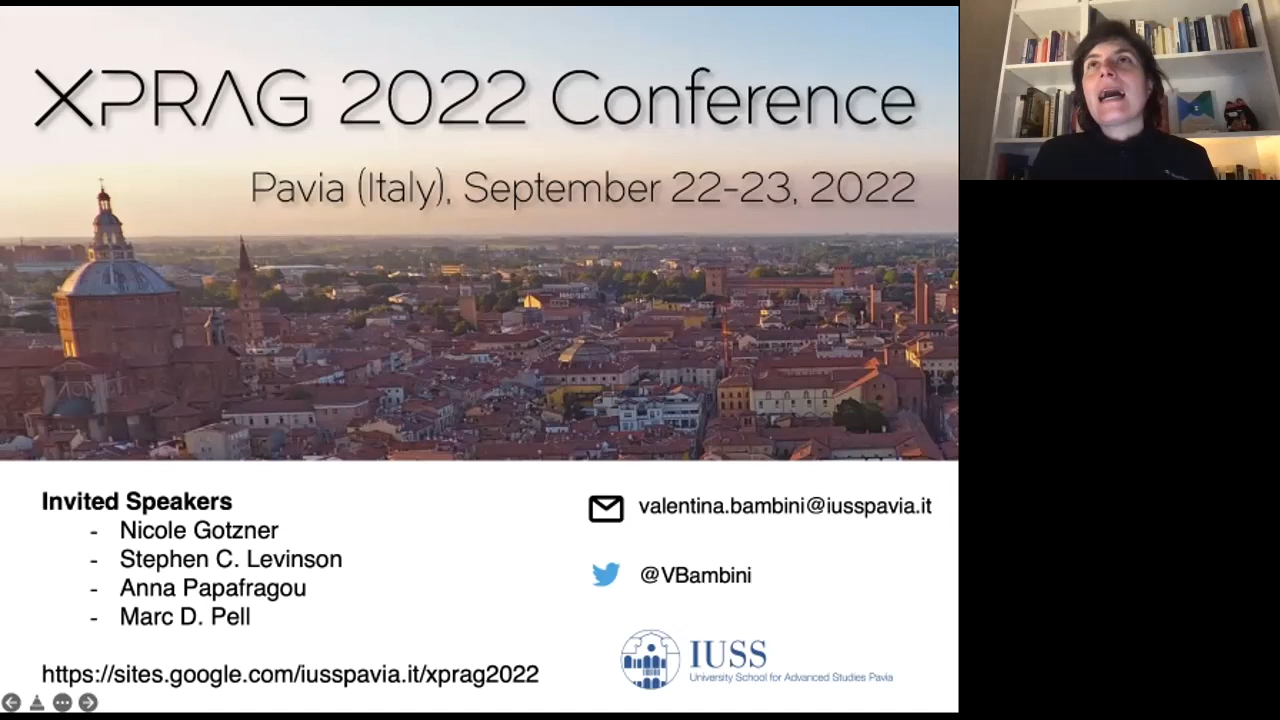 XPRAG 2022 Conference
Pavia (Italy), September 22-23, 2022
Invited Speakers
- Nicole Gotzner
- Stephen C. Levinson
- Anna Papafragou
- Marc D. Pell
https://sites.google.com/iusspavia.it/xprag2022
valentina.bambini@iusspavia.it
@VBambini
IUSS
University School for Advanced Studies Pavia